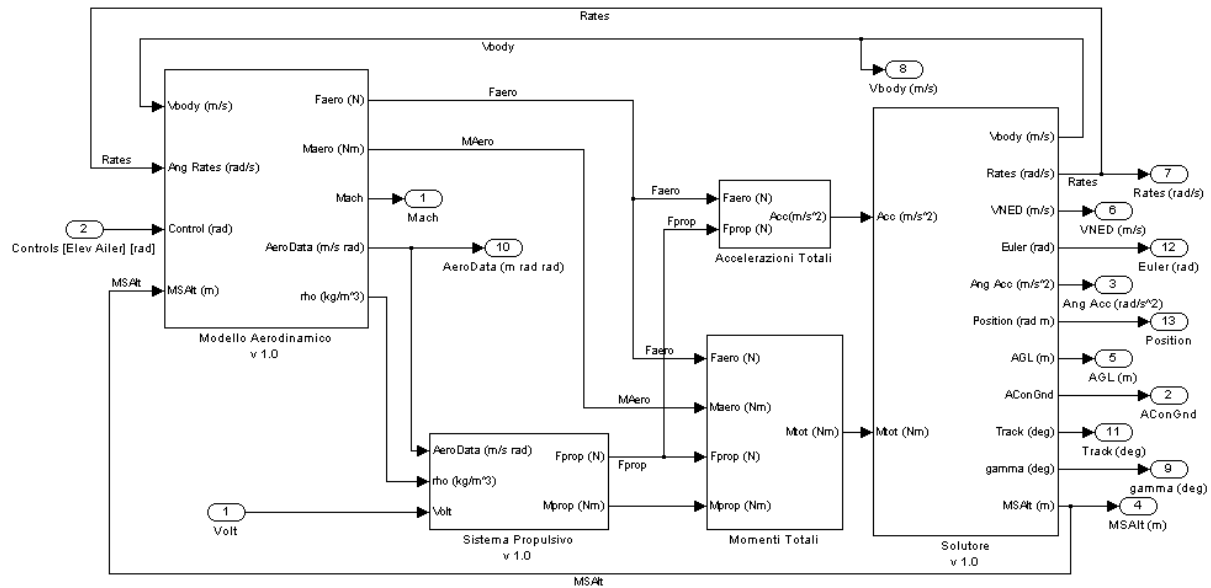 Rates
Vbody
8
Vbody (m/s)
Vbody (m/s)
Ang Rates (rad/s)
Control (rad)
MSAlt (m)
Faero (N)
Maero (Nm)
Mach
AeroData (m/s rad)
rho (kg/m^3)
Modello Aerodinamico
v 1.0
Rates
2
Controls [Elev Ailer] [rad]
MSAlt
Faero
MAero
1
Mach
10
AeroData (m rad rad)
Faero
Fprop
Faero (N)
Fprop (N)
Acc(m/s^2)
Accelerazioni Totali
Faero
MAero
Faero (N)
Maero (Nm)
Fprop (N)
Mprop (Nm)
Mtot (Nm)
Momenti Totali
AeroData (m/s rad)
rho (kg/m^3)
Volt
Fprop (N)
Mprop (Nm)
Fprop
Sistema Propulsivo
v 1.0
1
Volt
Acc (m/s^2)
Mtot (Nm)
Vbody (m/s)
Rates (rad/s)
VNED (m/s)
Euler (rad)
Ang Acc (m/s^2)
Position (rad m)
AGL (m)
AConGnd
Track (deg)
gamma (deg)
MSAlt (m)
Solutore
v 1.0
Rates
7
Rates (rad/s)
6
VNED (m/s)
12
Euler (rad)
3
Ang Acc (rad/s^2)
13
Position
5
AGL (m)
2
AConGnd
11
Track (deg)
9
gamma (deg)
4
MSAlt (m)
MSAlt